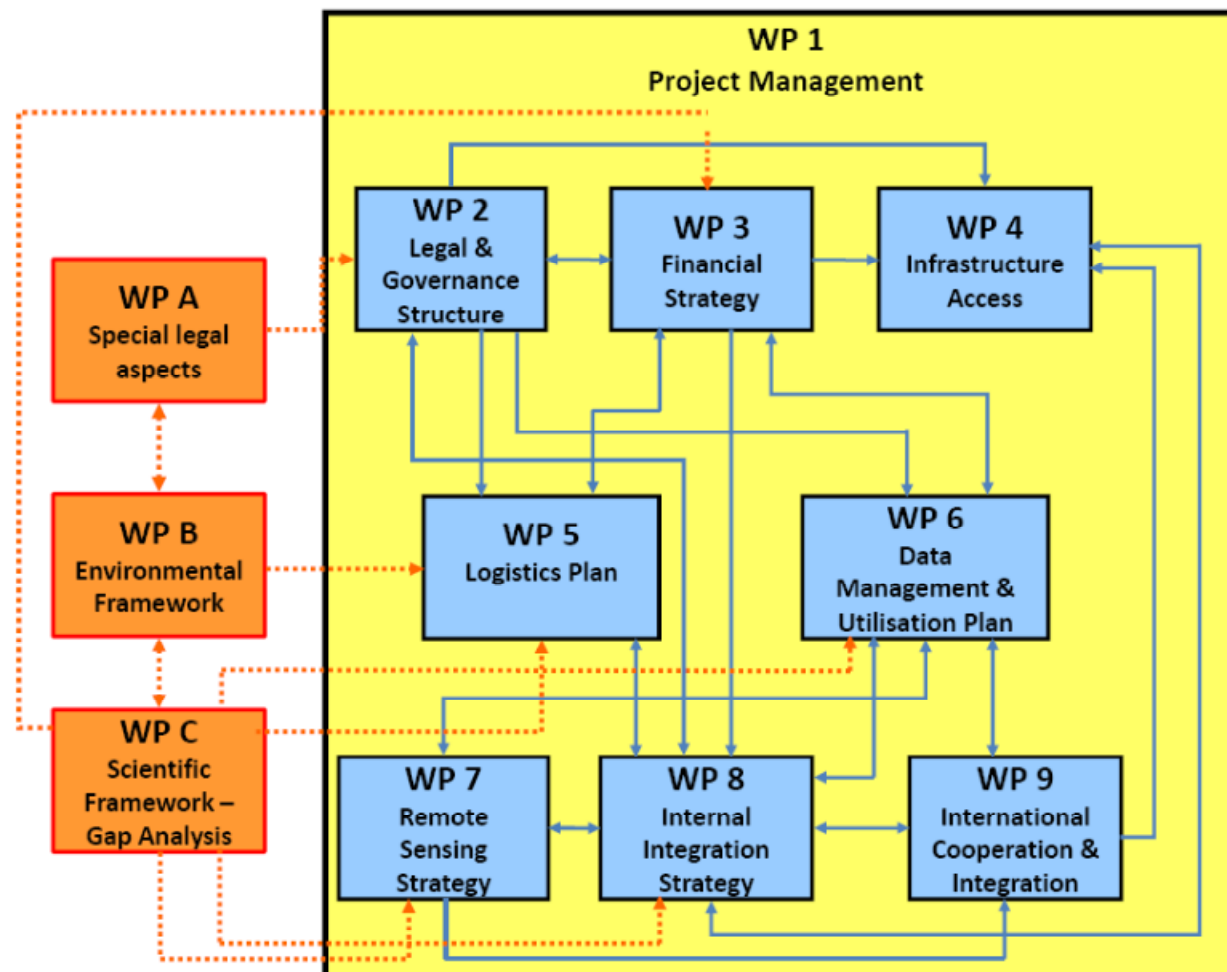 WP 1
Project Management
WP 2
Legal &
Governance
Structure
WP 3
Financial
Strategy
WP 4
Infrastructure
Access
WP A
Special legal
aspects
WP B
Environmental
Framework
WP 5
Logistics Plan
WP 6
Data
Management &
Utilisation Plan
WP C
Scientific
Framework –
Gap Analysis
WP 7
Remote
Sensing
Strategy
WP 8
Internal
Integration
Strategy
WP 9
International
Cooperation &
Integration